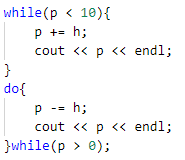 while(p < 10){
    p += h;
    cout << p << endl;
}
do{
    p -= h;
    cout << p << endl;
}while(p > 0);